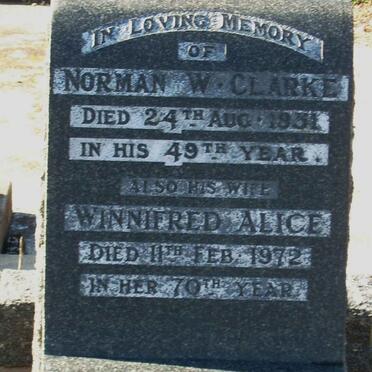 IN LOVING MEMORY
OF
NORMAN W. CLARKE
DIED 24TH AUG. 1931
IN HIS 49TH YEAR.
ALSO HIS WIFE
WINNIFRED ALICE
DIED 11TH FEB. 1972
IN HER 70TH YEAR.